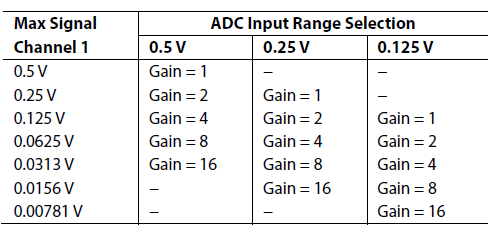 Max Signal ADC Input Range Selection
Channel 1 0.5 V 0.25 V 0.125 V
0.5 V Gain = 1 – –
0.25 V Gain = 2 Gain = 1 –
0.125 V Gain = 4 Gain = 2 Gain = 1
0.0625 V Gain = 8 Gain = 4 Gain = 2
0.0313 V Gain = 16 Gain = 8 Gain = 4
0.0156 V – Gain = 16 Gain = 8
0.00781 V – – Gain = 16